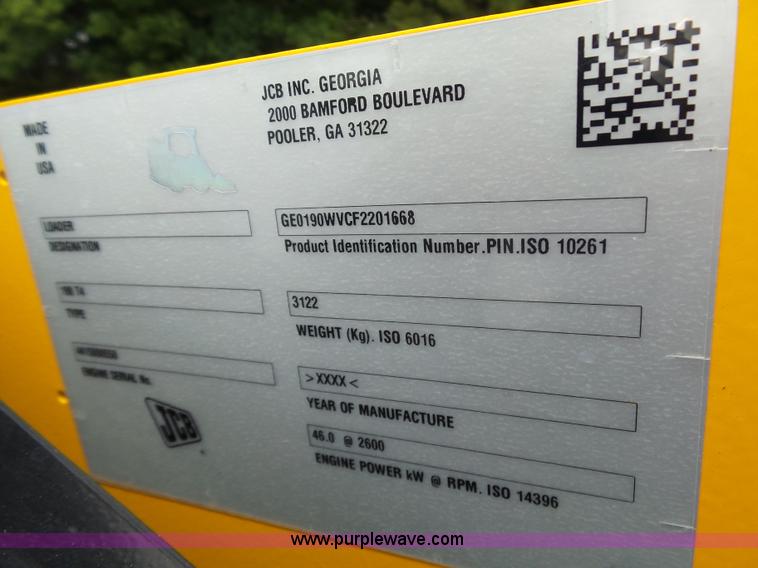 JCB INC. GEORGIA
2000 BAMFORD BOULEVARD
POOLER, GA 31322
MADE
IN
USA
LOADER
DESIGNATION
GE0190WVCF2201668
Product Identification Number.PIN.ISO 10261
T4
TYPE
3122
WEIGHT (Kg). ISO 6016
ENGINE SERIAL No.
>XXXX<
YEAR OF MANUFACTURE
JCB
46.0 @ 2600
ENGINE POWER kW @ RPM. ISO 14396
www.purplewave.com